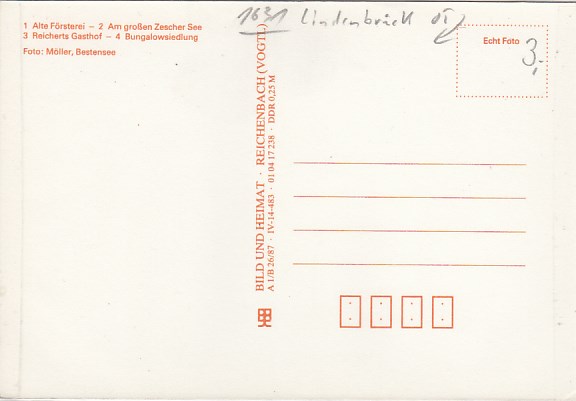 1631 Lindenbrück OT
1 Alte Försterei – 2 Am großen Zescher See
3 Reicherts Gasthof – 4 Bungalowsiedlung
Foto: Möller, Bestensee
Echt Foto
3,-
BILD UND HEIMAT · REICHENBACH (VOGTL)
A 1/B 26/87 · IV-14-483 · 01 04 17 238 · DDR 0,25 M